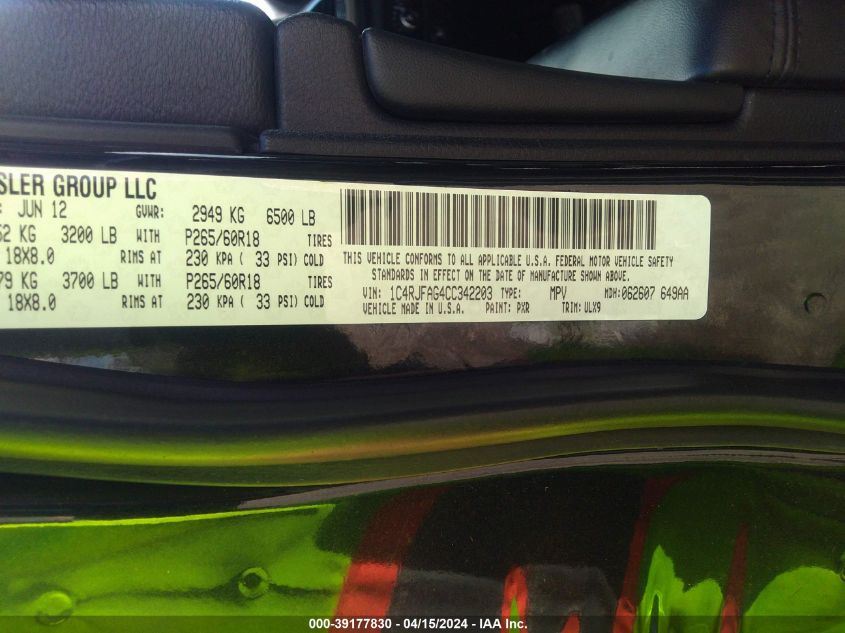 SLER GROUP LLC
JUN 12 GVWR: 2949 KG 6500 LB
52 KG 3200 LB WITH P265/60R18 TIRES
18X8.0 RIMS AT 230 KPA ( 33 PSI) COLD
79 KG 3700 LB WITH P265/60R18 TIRES
18X8.0 RIMS AT 230 KPA ( 33 PSI) COLD
THIS VEHICLE CONFORMS TO ALL APPLICABLE U.S.A. FEDERAL MOTOR VEHICLE SAFETY
STANDARDS IN EFFECT ON THE DATE OF MANUFACTURE SHOWN ABOVE.
VIN: 1C4RJFAG4CC342203 TYPE: MPV MDH: 062607 649AA
VEHICLE MADE IN U.S.A. PAINT: PXR TRIM: ULX9
000-39177830 - 04/15/2024 - IAA Inc.